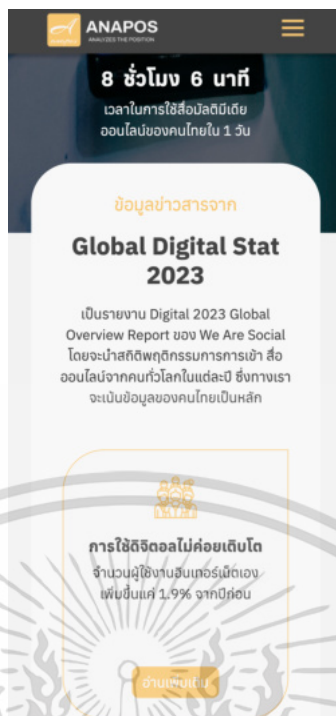 ANAPOS
ANALYZES THE POSITION
8 ชั่วโมง 6 นาที
เวลาในการใช้สื่อมัลติมีเดีย
ออนไลน์ของคนไทยใน 1 วัน
ข้อมูลข่าวสารจาก
Global Digital Stat
2023
เป็นรายงาน Digital 2023 Global
Overview Report ของ We Are Social
โดยจะนำสถิติพฤติกรรมการการเข้า สื่อ
ออนไลน์จากคนทั่วโลกในแต่ละปี ซึ่งทางเรา
จะเน้นข้อมูลของคนไทยเป็นหลัก
การใช้ดิจิตอลไม่ค่อยเติบโต
จำนวนผู้ใช้งานอินเทอร์เน็ตเอง
เพิ่มขึ้นแค่ 1.9% จากปีก่อน
อ่านเพิ่มเติม